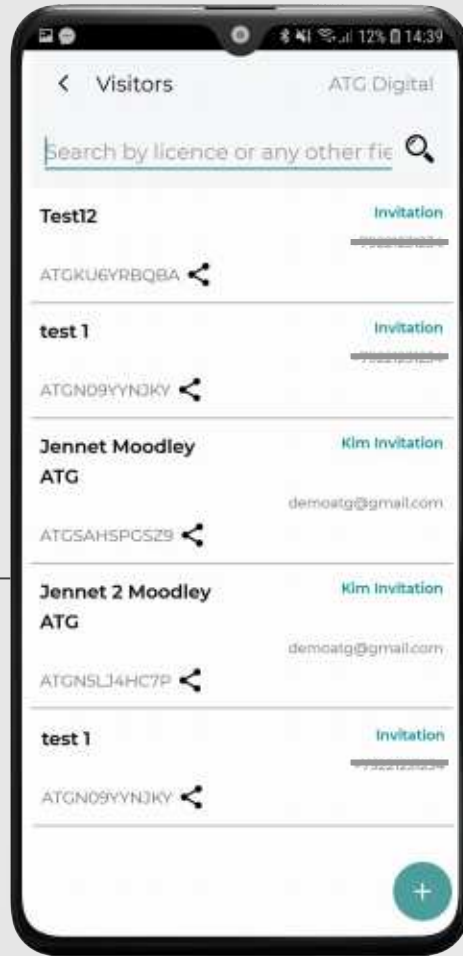 12% 14:39
Visitors ATG Digital
Search by licence or any other fie
Test12 Invitation
ATGKU6YRBQBA
test 1 Invitation
ATGN09YYNJKY
Jennet Moodley Kim Invitation
ATG
demoatg@gmail.com
ATGSAHSPGSZ9
Jennet 2 Moodley Kim Invitation
ATG
demoatg@gmail.com
ATGNSLJ4HC7P
test 1 Invitation
ATGN09YYNJKY
+